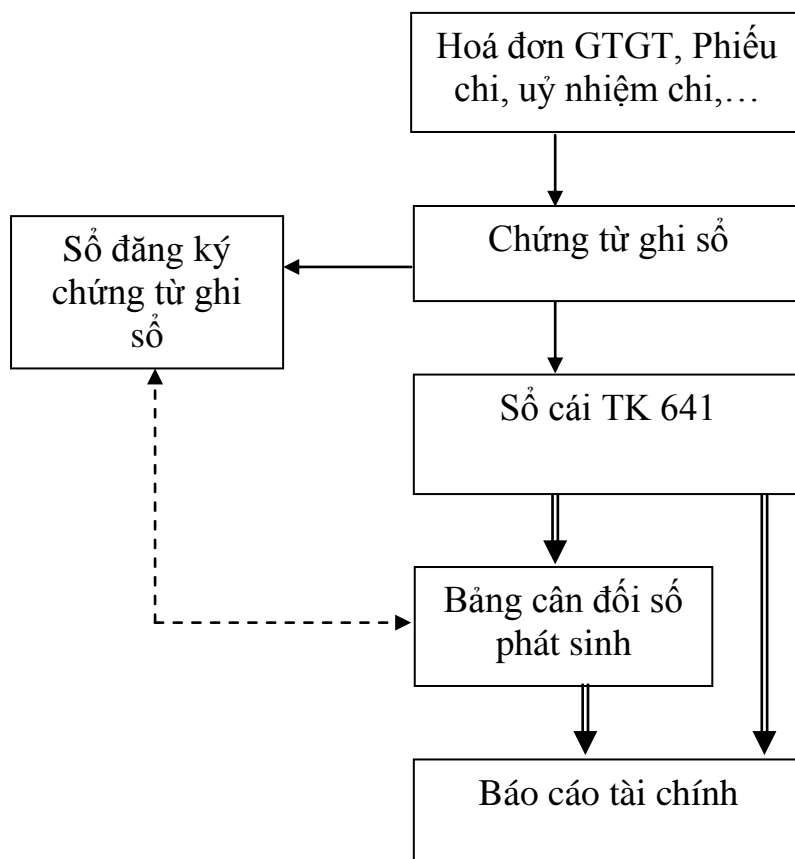 Hoá đơn GTGT, Phiếu
chi, uỷ nhiệm chi,…
Chứng từ ghi sổ
Sổ đăng ký
chứng từ ghi
sổ
Sổ cái TK 641
Bảng cân đối số
phát sinh
Báo cáo tài chính